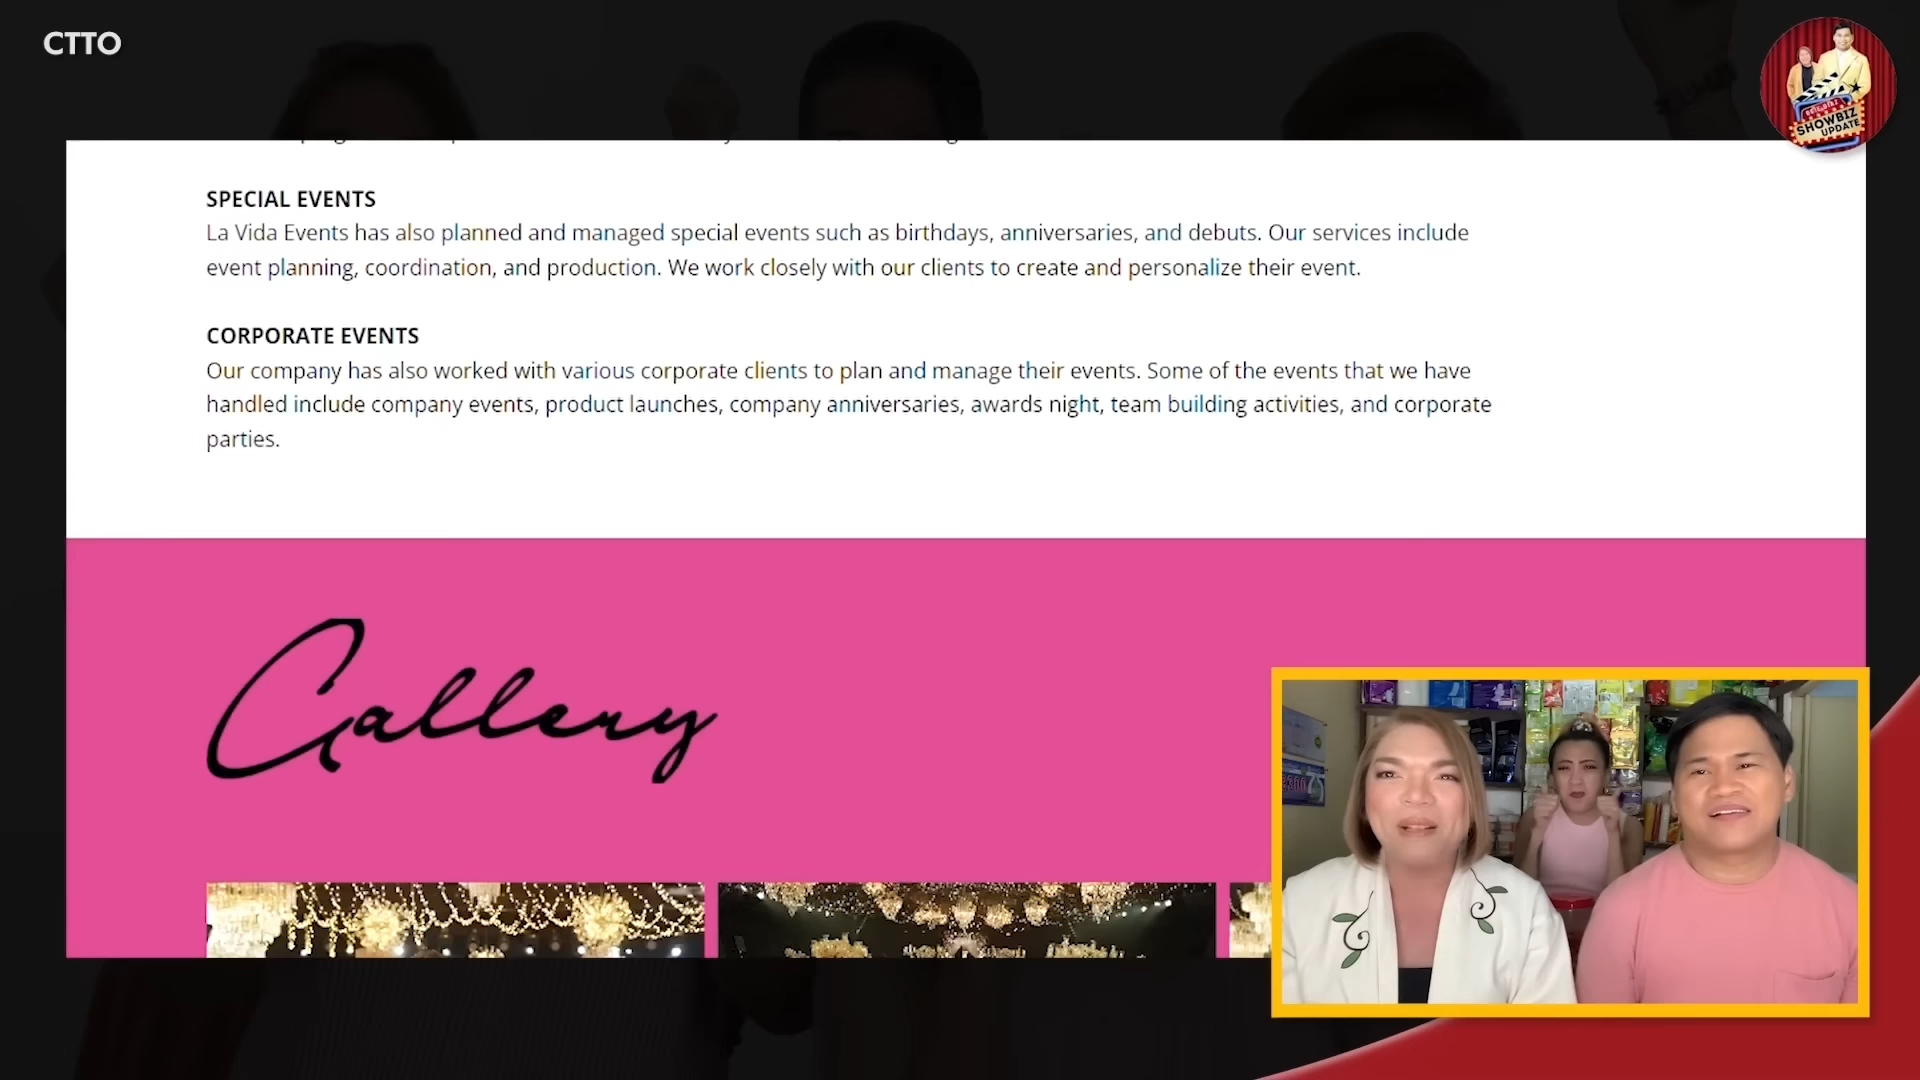 CTTO
SHOWBIZ
UPDATE
SPECIAL EVENTS
La Vida Events has also planned and managed special events such as birthdays, anniversaries, and debuts. Our services include
event planning, coordination, and production. We work closely with our clients to create and personalize their event.
CORPORATE EVENTS
Our company has also worked with various corporate clients to plan and manage their events. Some of the events that we have
handled include company events, product launches, company anniversaries, awards night, team building activities, and corporate
parties.
Gallery